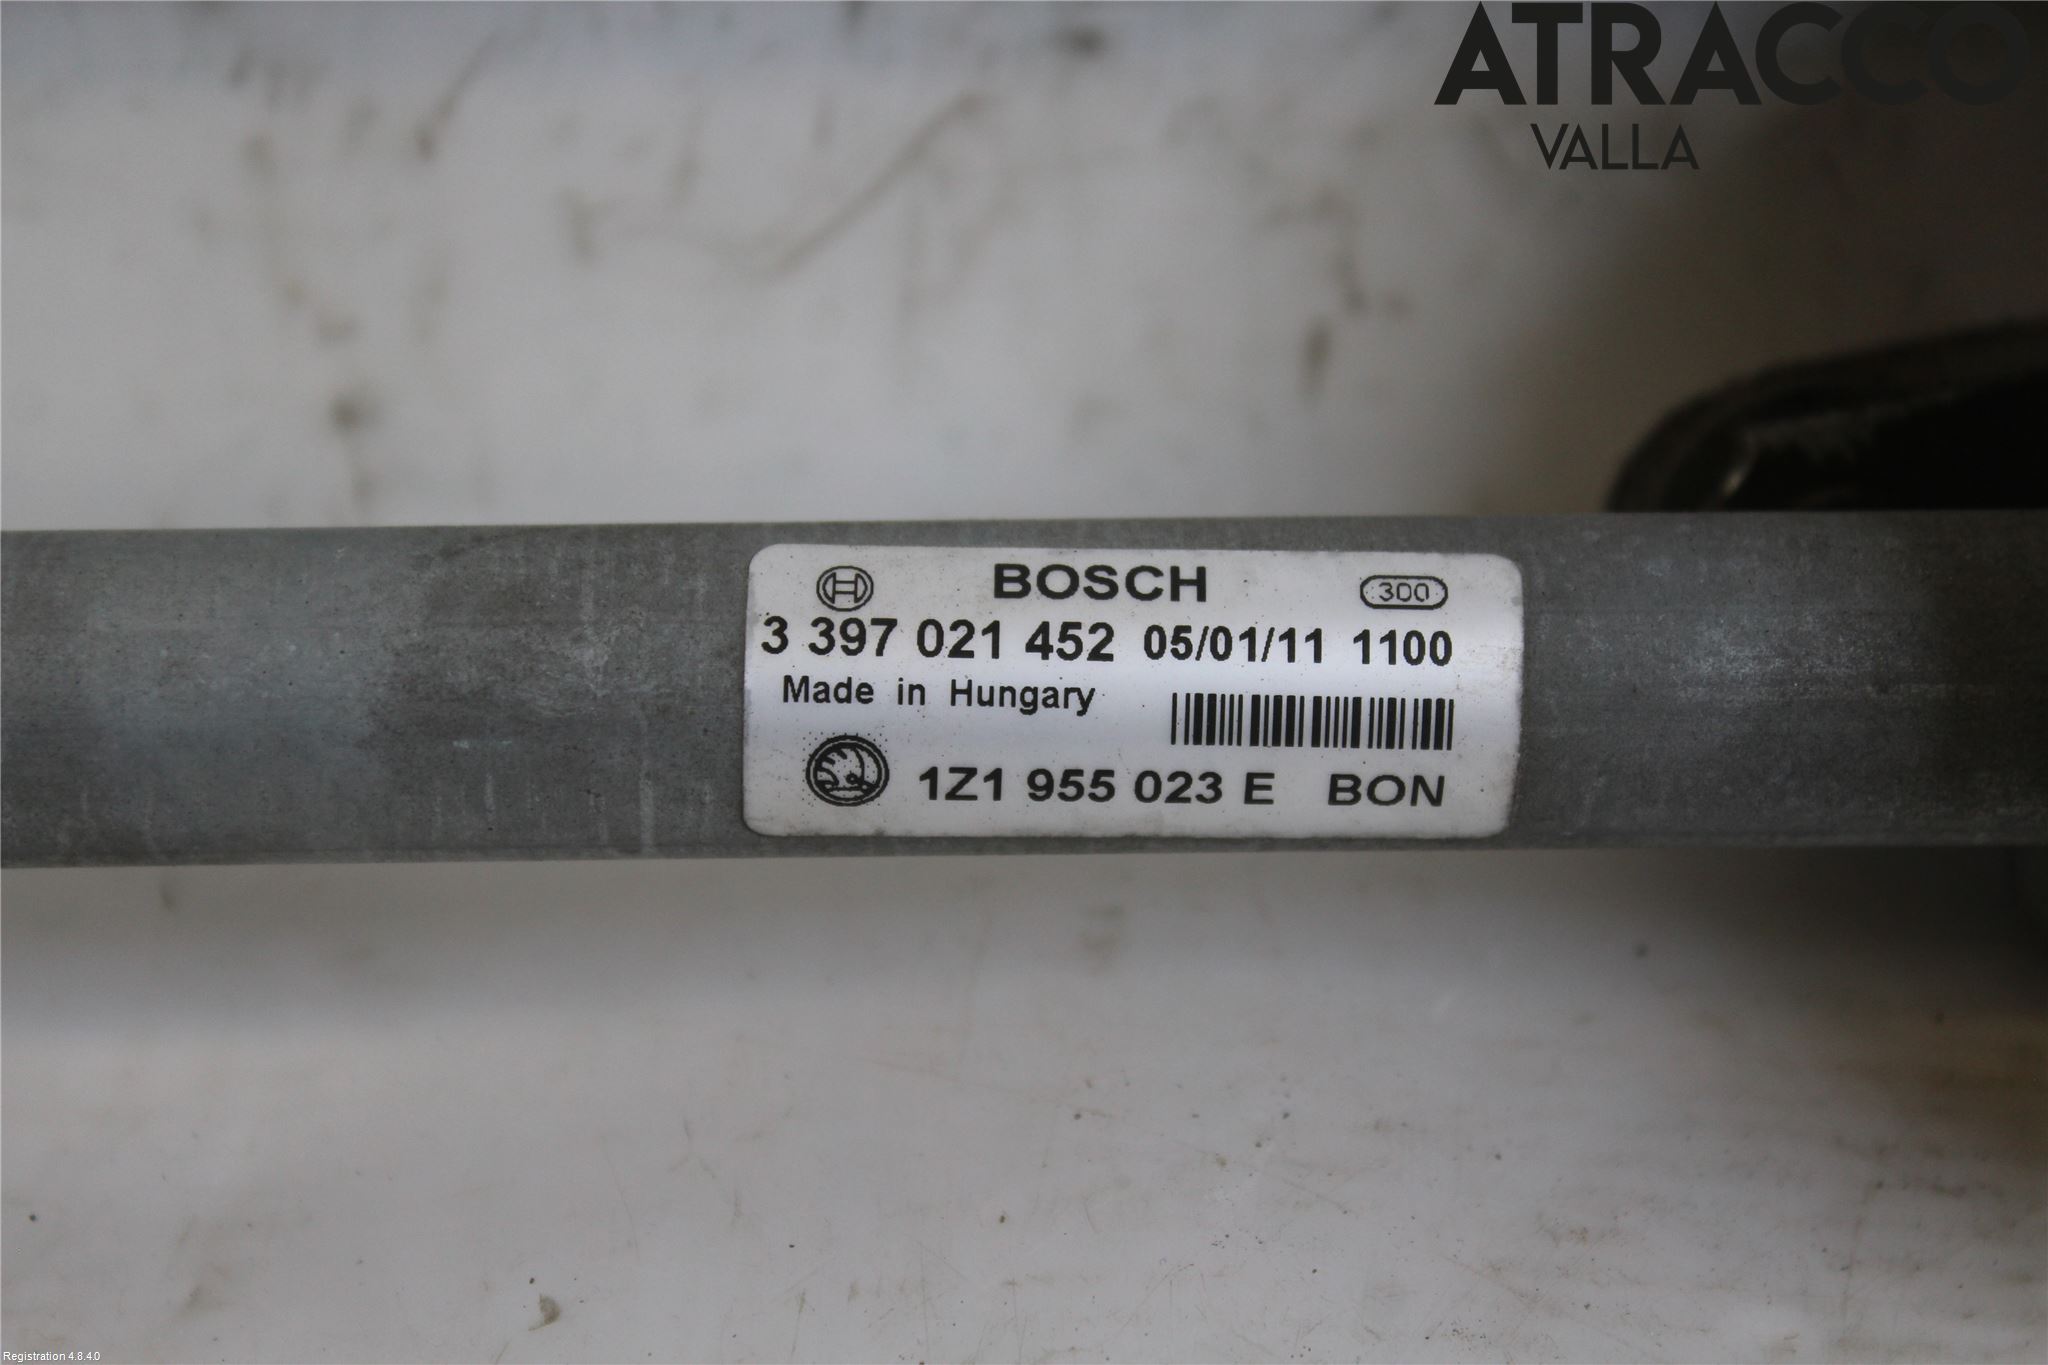 ATRACCO
VALLA
BOSCH 300
3 397 021 452 05/01/11 1100
Made in Hungary
1Z1 955 023 E BON
Registration 4.8.4.0